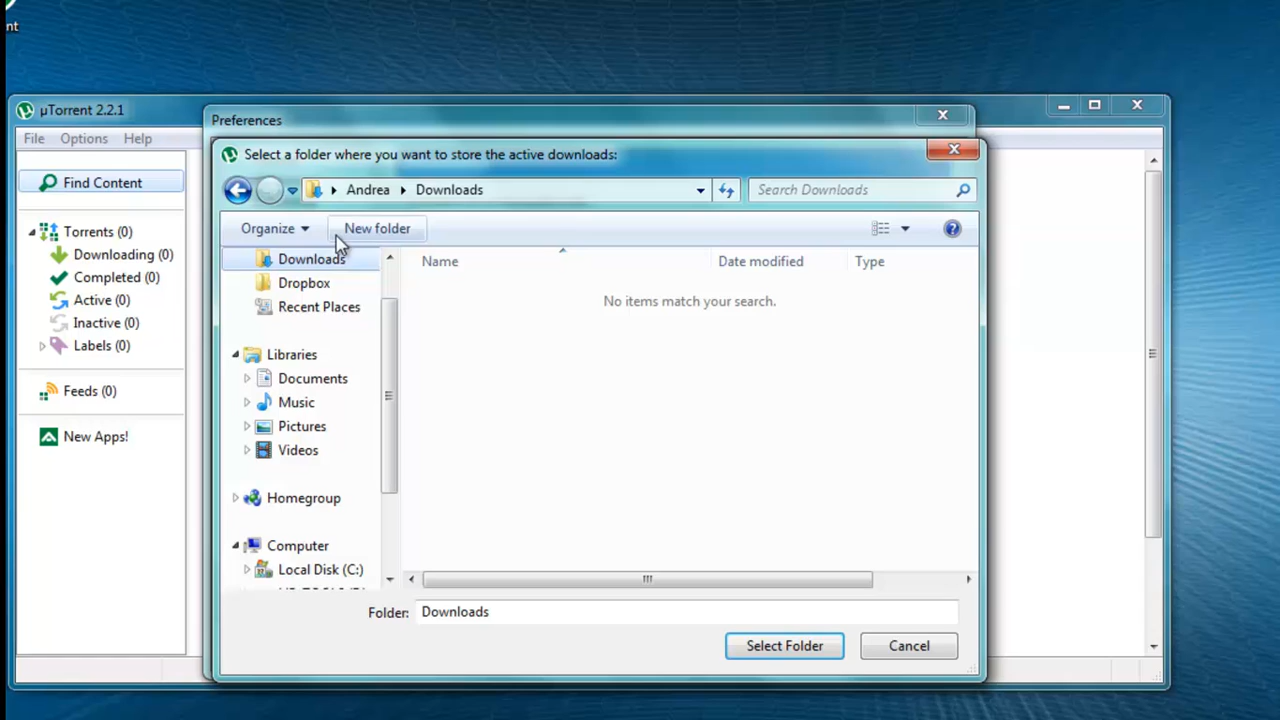 nt
µTorrent 2.2.1
File Options Help
Find Content
Torrents (0)
Downloading (0)
Completed (0)
Active (0)
Inactive (0)
Labels (0)
Feeds (0)
New Apps!
Preferences
Select a folder where you want to store the active downloads:
Andrea Downloads
Search Downloads
Organize New folder
Downloads
Dropbox
Recent Places
Libraries
Documents
Music
Pictures
Videos
Homegroup
Computer
Local Disk (C:)
Name Date modified Type
No items match your search.
Folder: Downloads
Select Folder Cancel